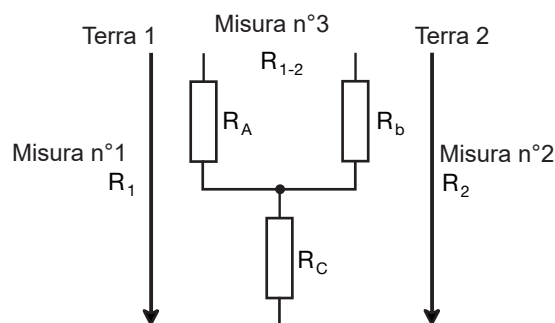 Misura n°3
Terra 1
Terra 2
R1-2
RA
Rb
Misura n°1
R1
Misura n°2
R2
RC